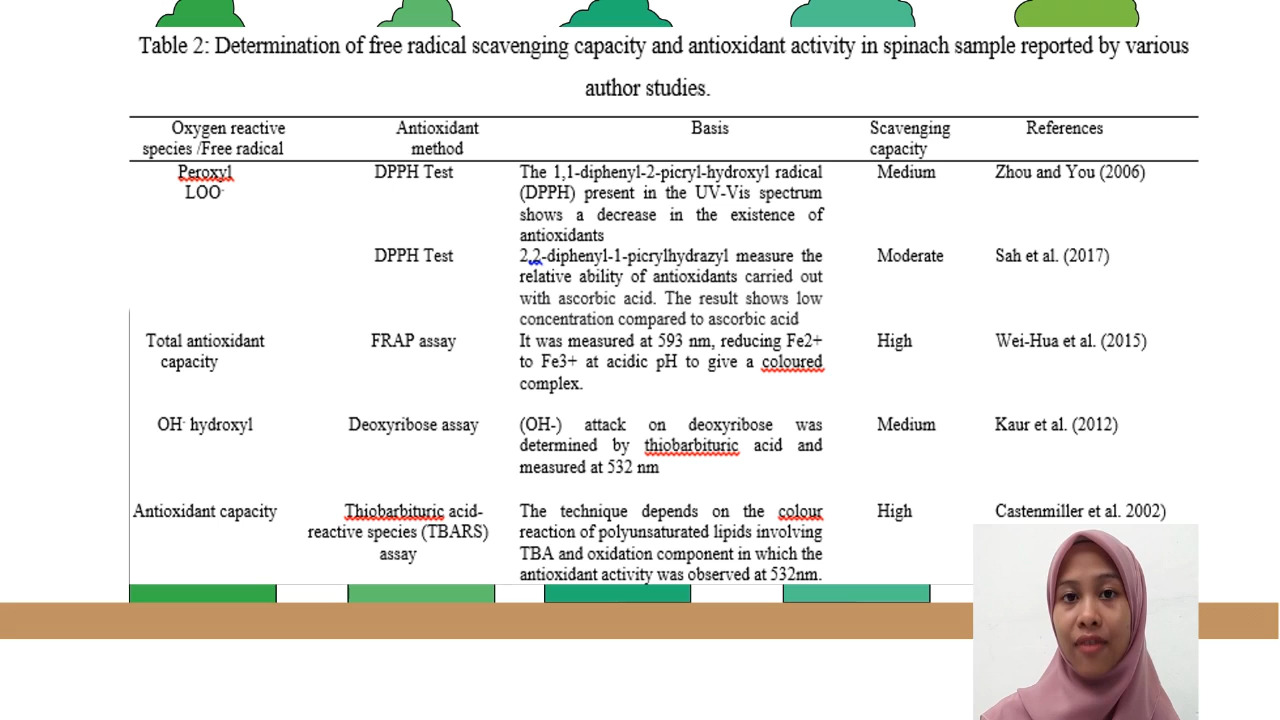 Table 2: Determination of free radical scavenging capacity and antioxidant activity in spinach sample reported by various
author studies.
Oxygen reactive
species /Free radical
Antioxidant
method
Basis
Scavenging
capacity
References
Peroxyl
LOO·
DPPH Test
The 1,1-diphenyl-2-picryl-hydroxyl radical
(DPPH) present in the UV-Vis spectrum
shows a decrease in the existence of
antioxidants
Medium
Zhou and You (2006)
DPPH Test
2,2-diphenyl-1-picrylhydrazyl measure the
relative ability of antioxidants carried out
with ascorbic acid. The result shows low
concentration compared to ascorbic acid
Moderate
Sah et al. (2017)
Total antioxidant
capacity
FRAP assay
It was measured at 593 nm, reducing Fe2+
to Fe3+ at acidic pH to give a coloured
complex.
High
Wei-Hua et al. (2015)
OH· hydroxyl
Deoxyribose assay
(OH-) attack on deoxyribose was
determined by thiobarbituric acid and
measured at 532 nm
Medium
Kaur et al. (2012)
Antioxidant capacity
Thiobarbituric acid-
reactive species (TBARS)
assay
The technique depends on the colour
reaction of polyunsaturated lipids involving
TBA and oxidation component in which the
antioxidant activity was observed at 532nm.
High
Castenmiller et al. 2002)